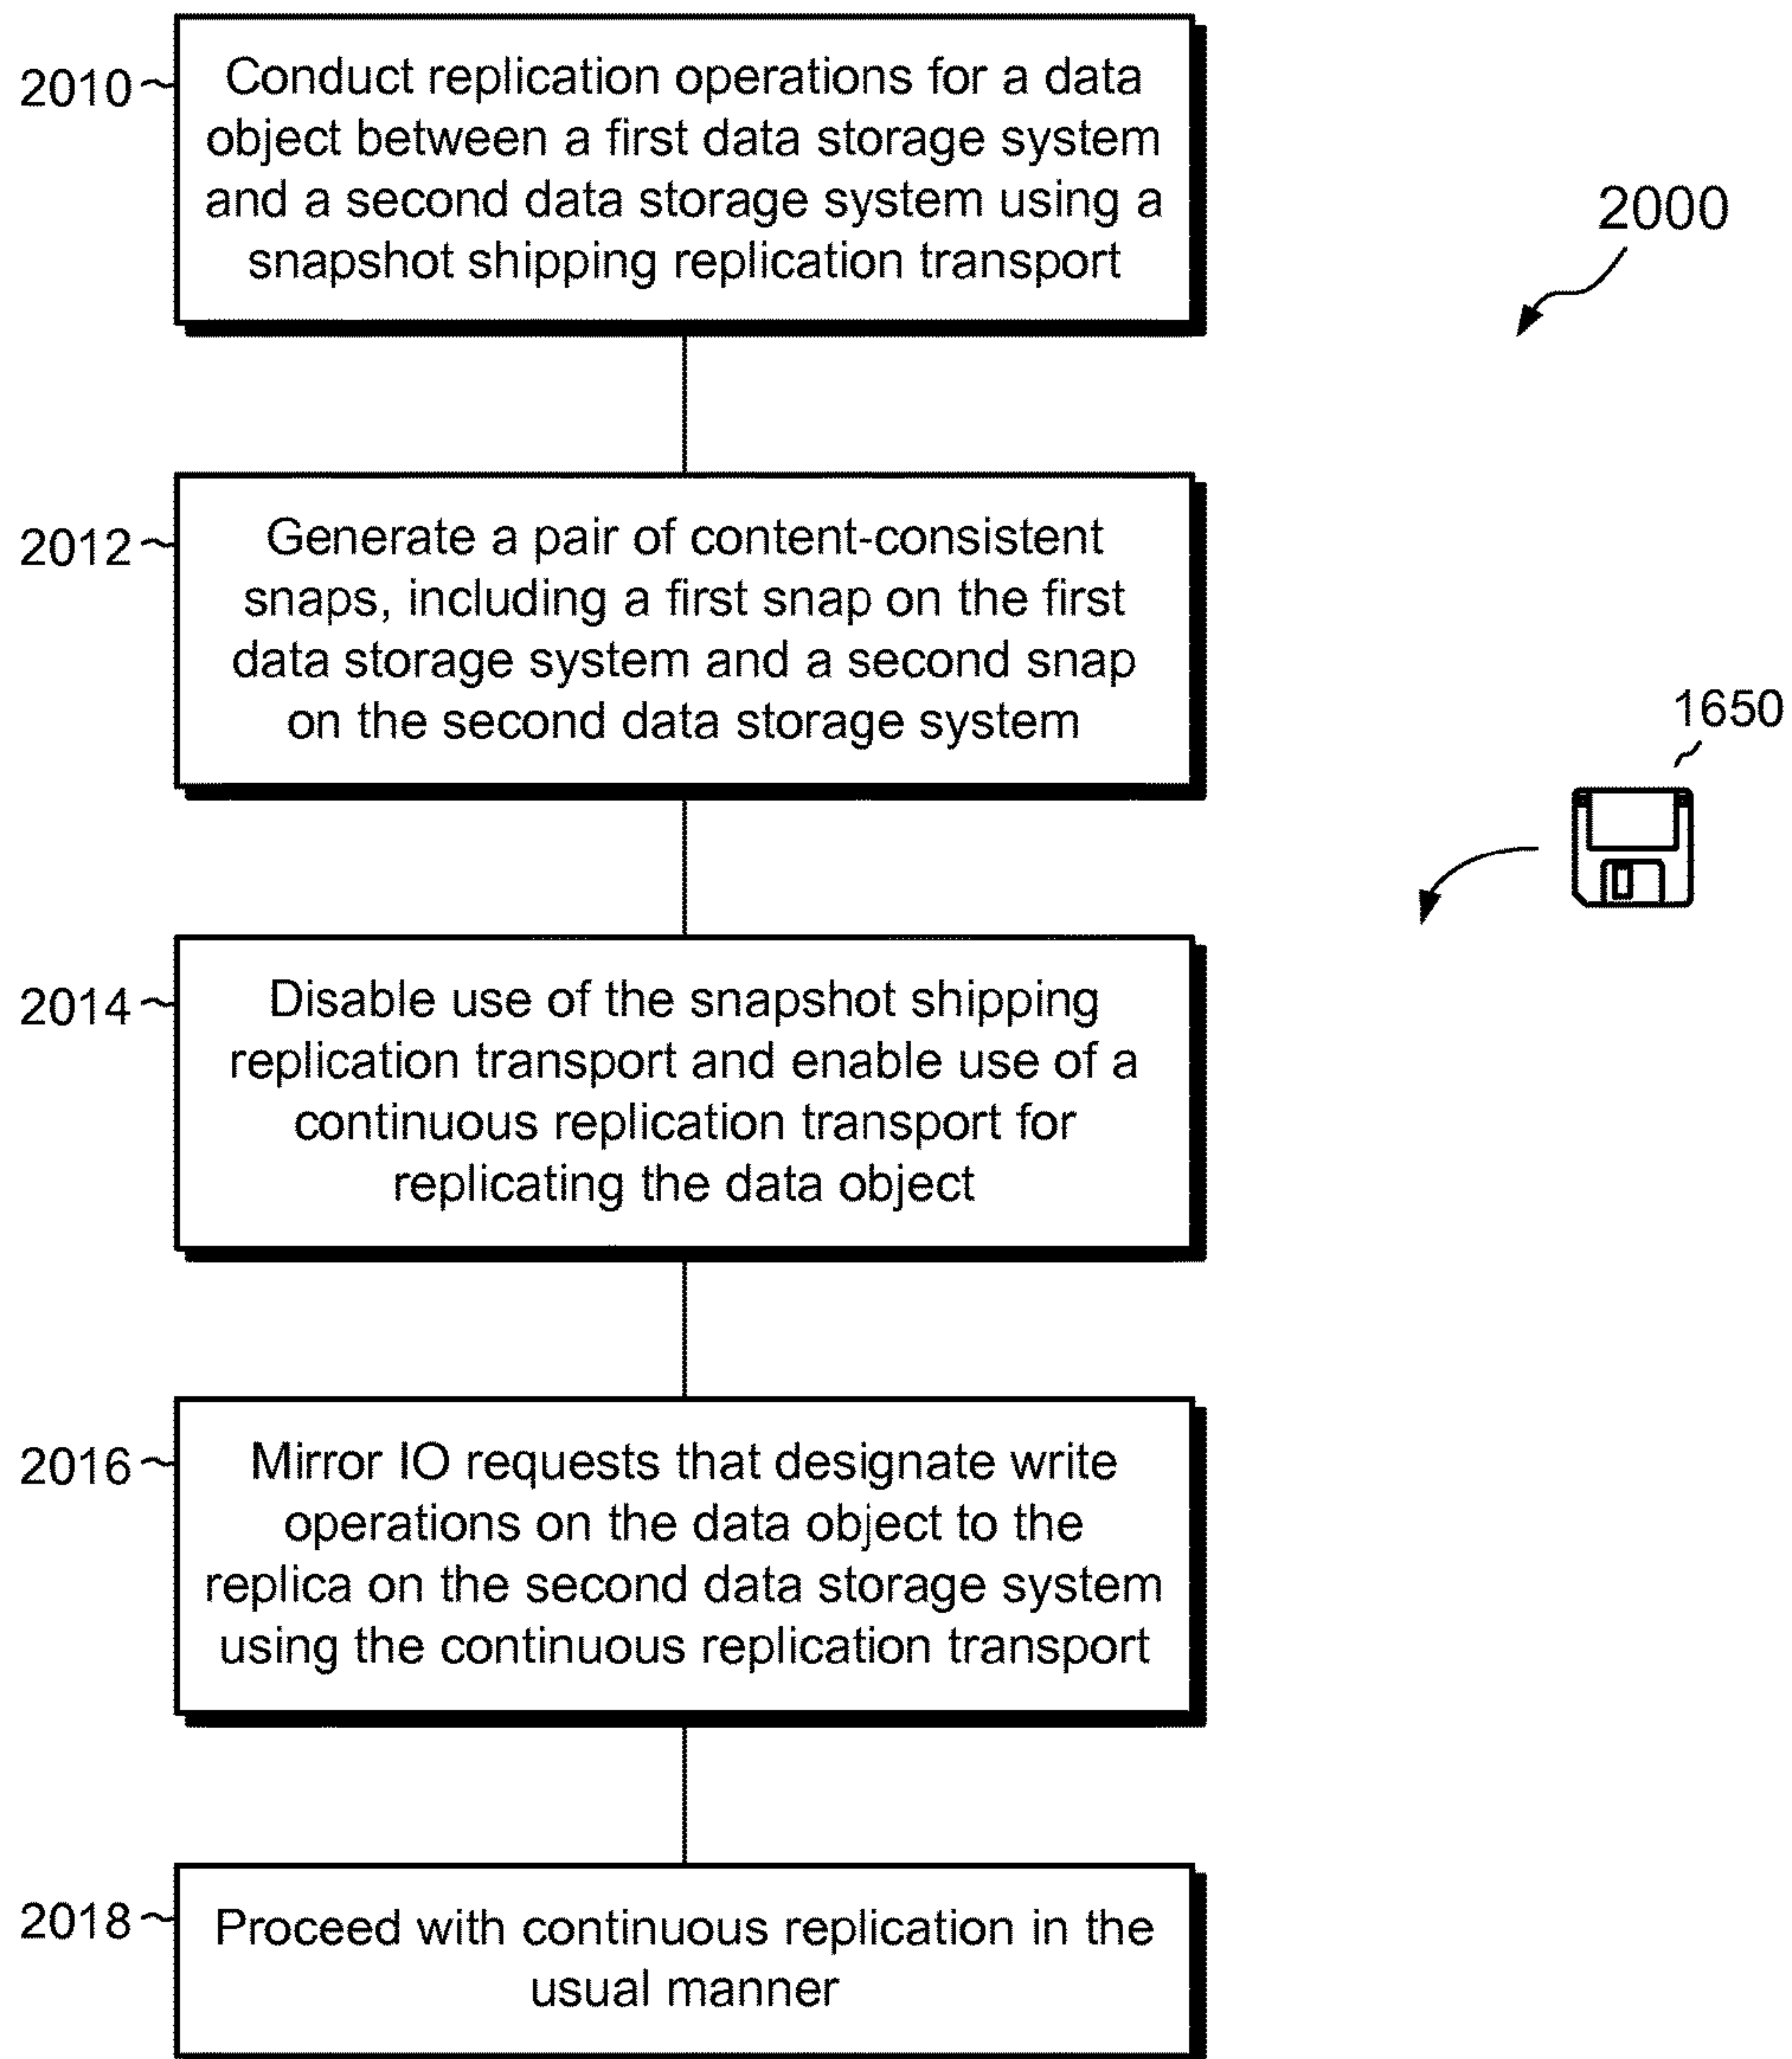 2010
Conduct replication operations for a data
object between a first data storage system
and a second data storage system using a
snapshot shipping replication transport
2000
2012
Generate a pair of content-consistent
snaps, including a first snap on the first
data storage system and a second snap
on the second data storage system
1650
2014
Disable use of the snapshot shipping
replication transport and enable use of a
continuous replication transport for
replicating the data object
2016
Mirror IO requests that designate write
operations on the data object to the
replica on the second data storage system
using the continuous replication transport
2018
Proceed with continuous replication in the
usual manner